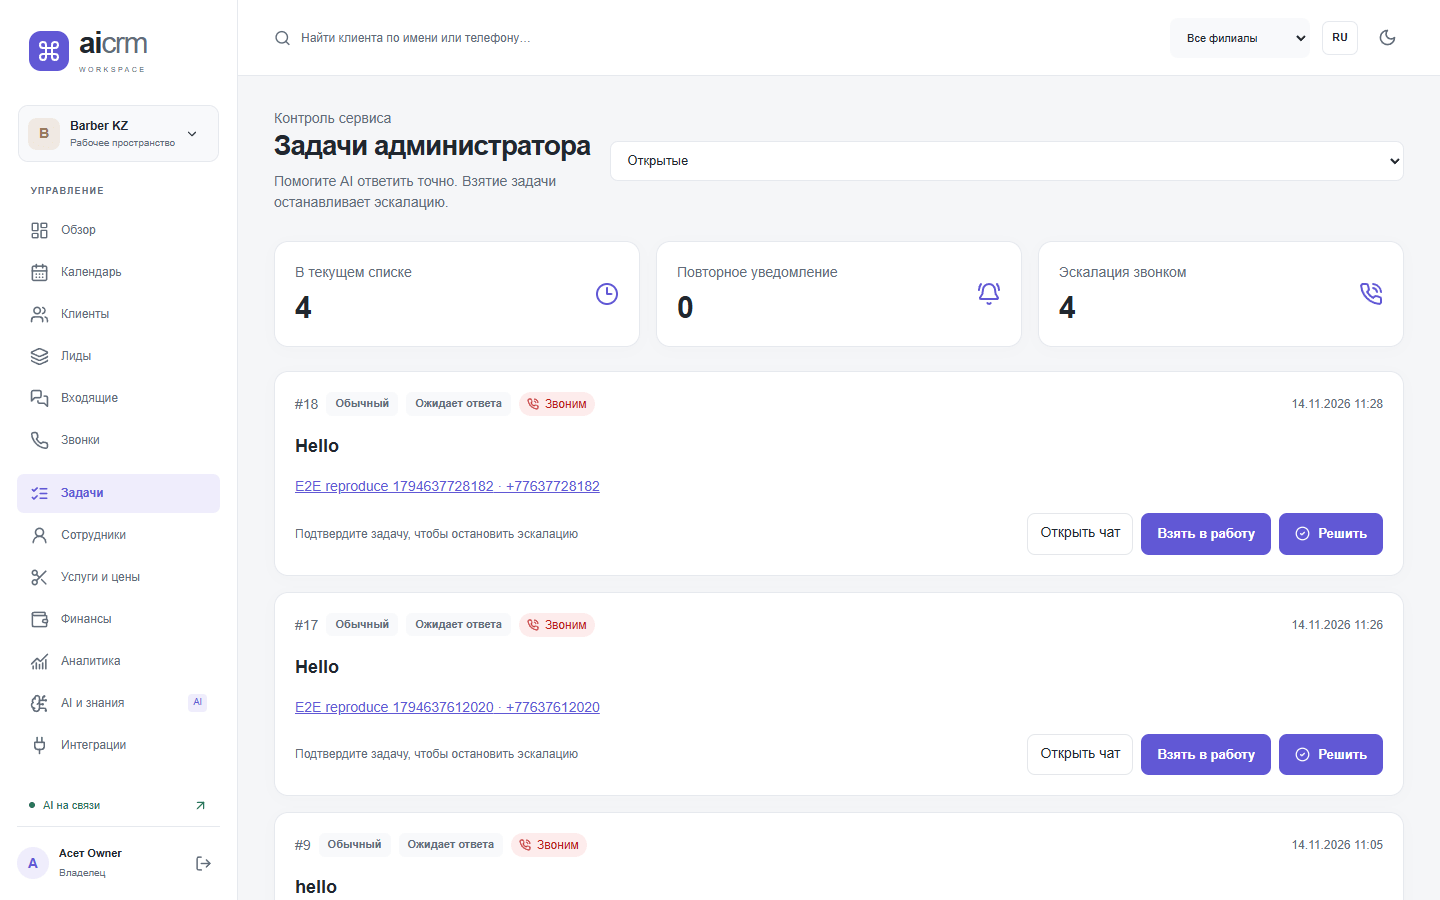 aicrm
WORKSPACE
B
Barber KZ
Рабочее пространство
УПРАВЛЕНИЕ
Обзор
Календарь
Клиенты
Лиды
Входящие
Звонки
Задачи
Сотрудники
Услуги и цены
Финансы
Аналитика
AI и знания
AI
Интеграции
AI на связи
A
Асет Owner
Владелец
Найти клиента по имени или телефону...
Все филиалы
RU
Контроль сервиса
Задачи администратора
Помогите AI ответить точно. Взятие задачи
останавливает эскалацию.
Открытые
В текущем списке
4
Повторное уведомление
0
Эскалация звонком
4
#18 Обычный Ожидает ответа Звоним 14.11.2026 11:28
Hello
E2E reproduce 1794637728182 · +77637728182
Подтвердите задачу, чтобы остановить эскалацию
Открыть чат Взять в работу Решить
#17 Обычный Ожидает ответа Звоним 14.11.2026 11:26
Hello
E2E reproduce 1794637612020 · +77637612020
Подтвердите задачу, чтобы остановить эскалацию
Открыть чат Взять в работу Решить
#9 Обычный Ожидает ответа Звоним 14.11.2026 11:05
hello